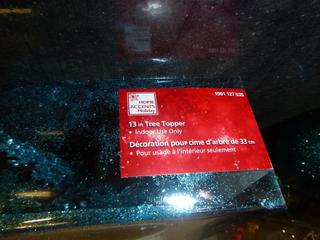 HOME
ACCENTS
Holiday
1001 127 535
13 in Tree Topper
• Indoor Use Only
Décoration pour cime d'arbre de 33 cm
• Pour usage à l'intérieur seulement